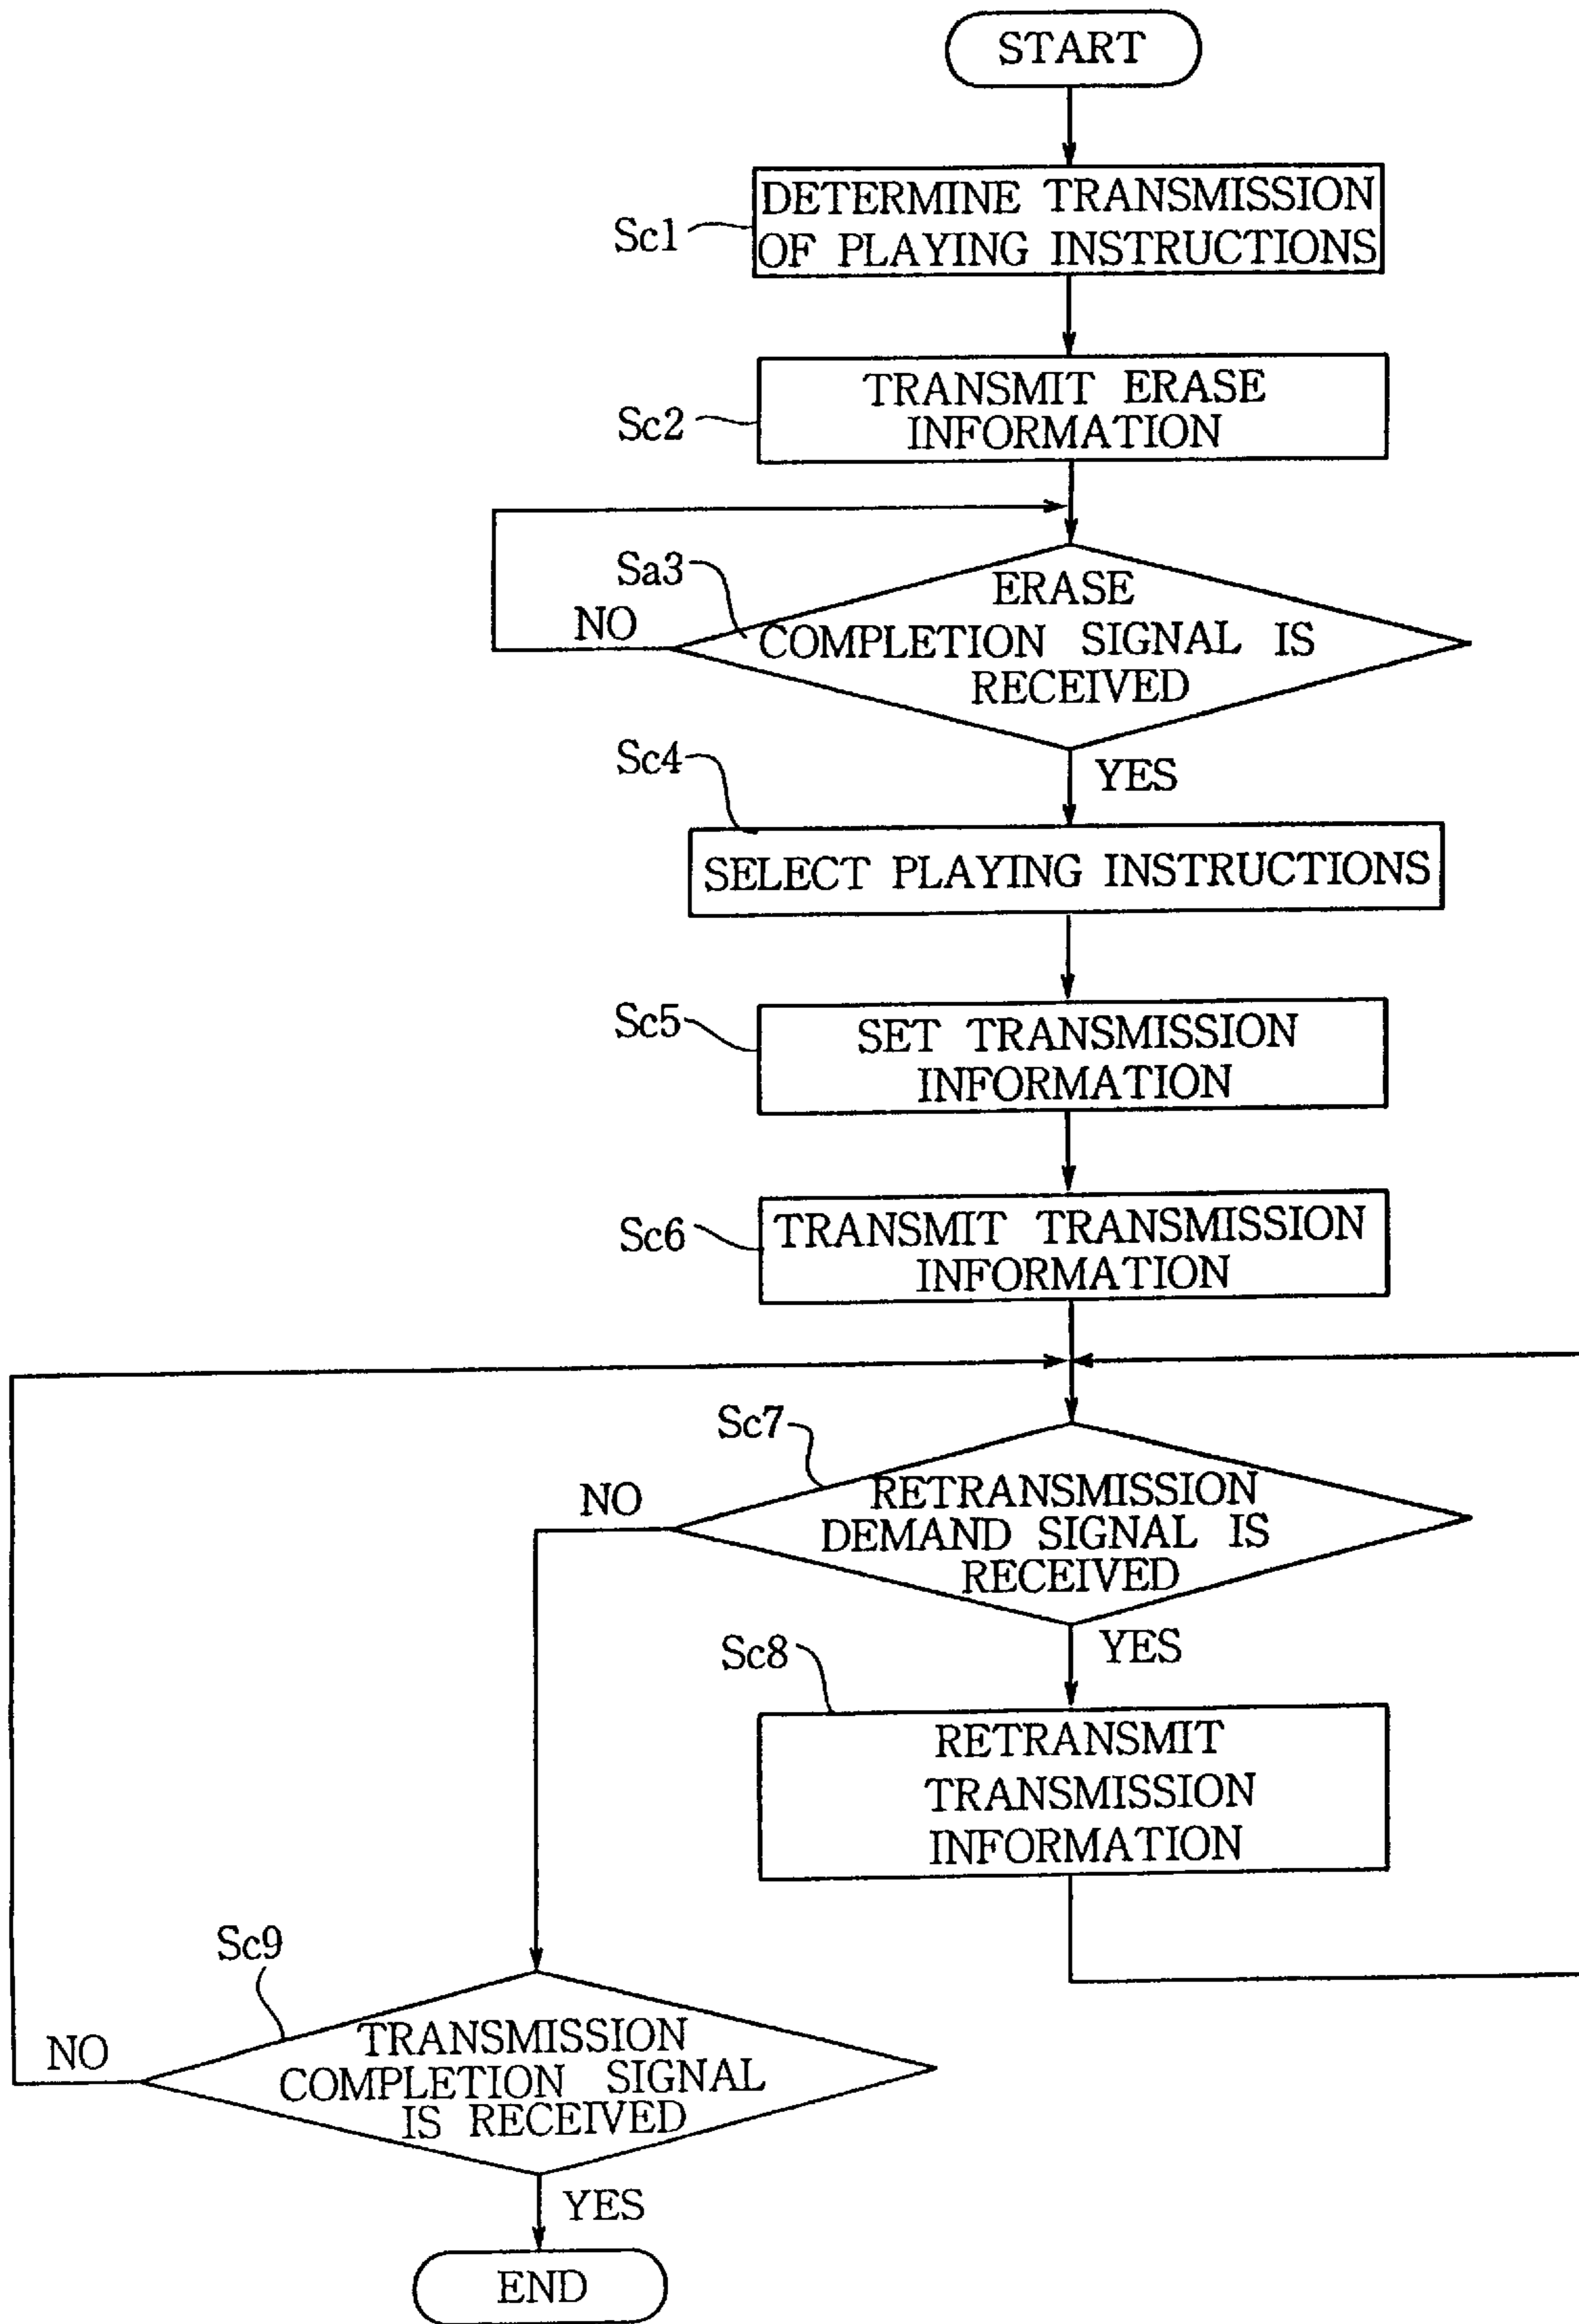 START
DETERMINE TRANSMISSION
OF PLAYING INSTRUCTIONS
Sc1
TRANSMIT ERASE
INFORMATION
Sc2
Sa3
ERASE
COMPLETION SIGNAL IS
RECEIVED
NO
YES
Sc4
SELECT PLAYING INSTRUCTIONS
Sc5
SET TRANSMISSION
INFORMATION
Sc6
TRANSMIT TRANSMISSION
INFORMATION
Sc7
NO
RETRANSMISSION
DEMAND SIGNAL IS
RECEIVED
YES
Sc8
RETRANSMIT
TRANSMISSION
INFORMATION
Sc9
NO
TRANSMISSION
COMPLETION SIGNAL
IS RECEIVED
YES
END